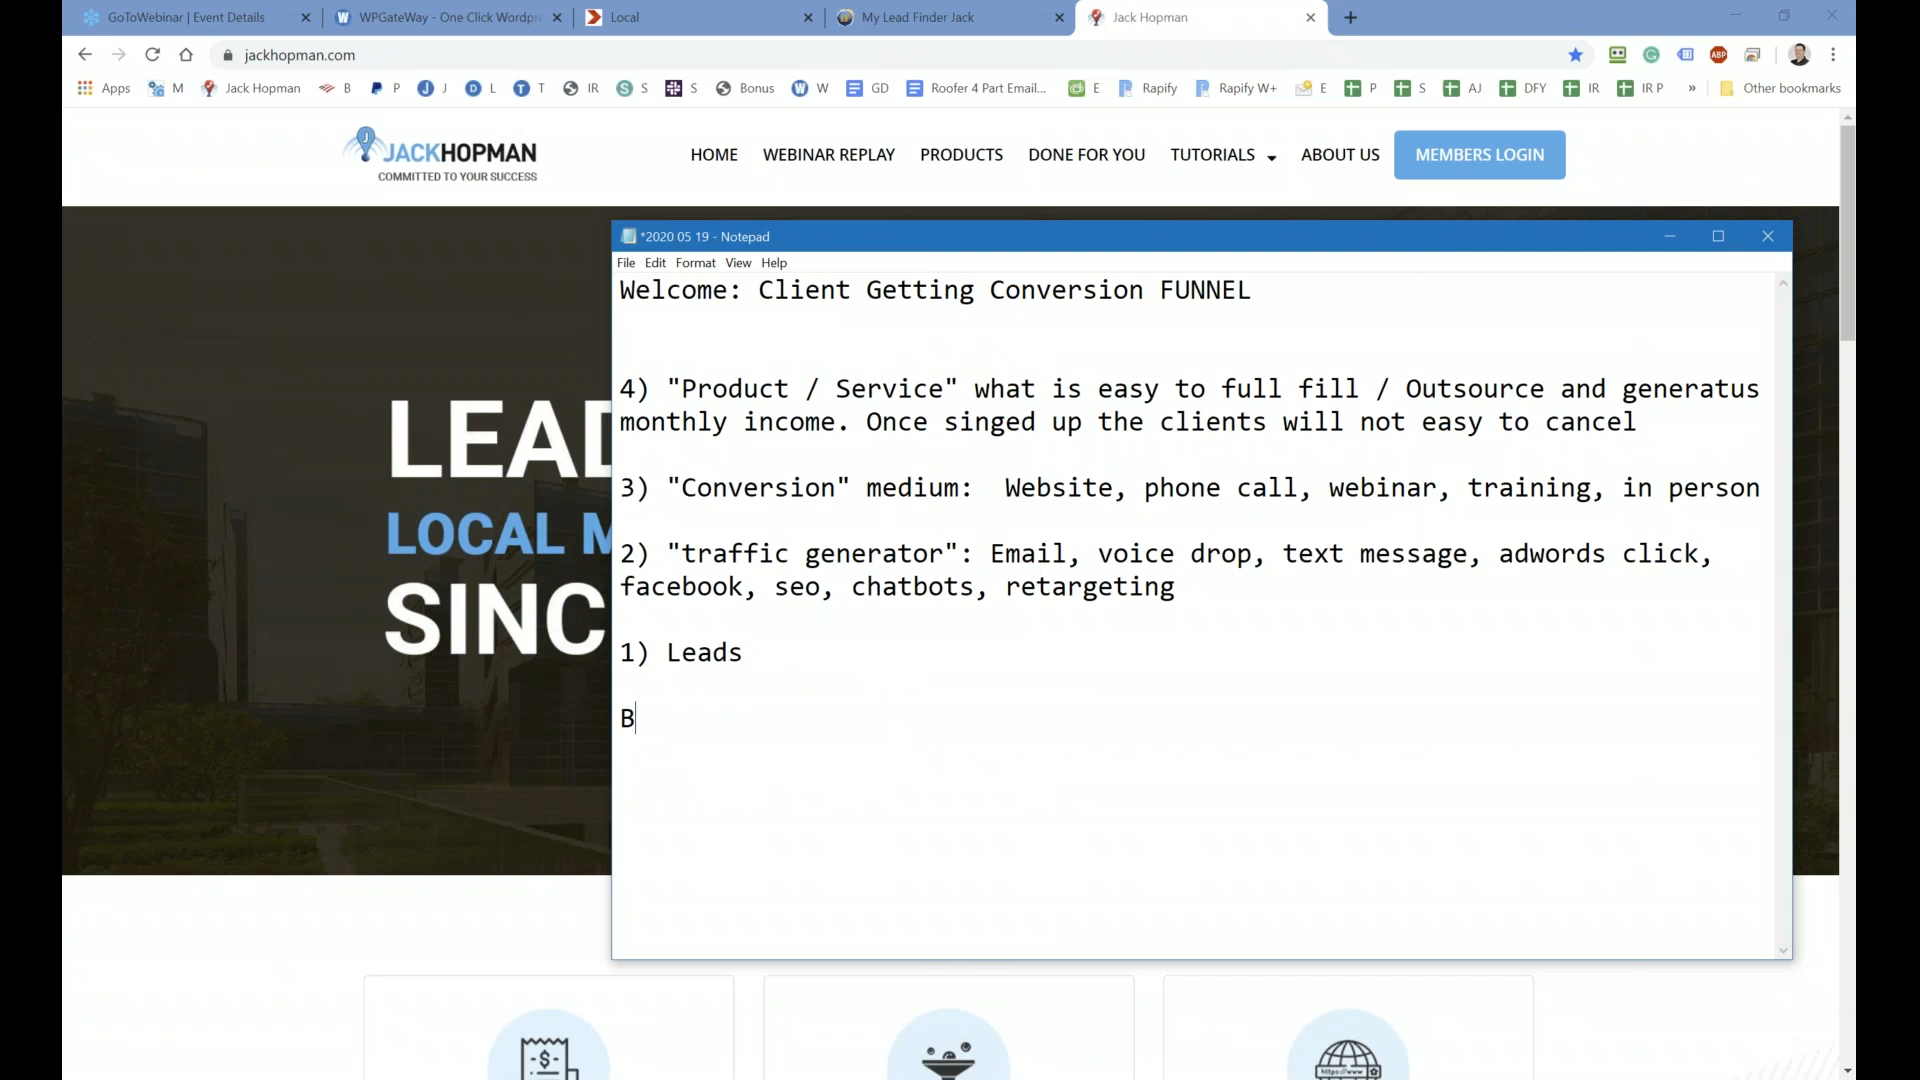 GoToWebinar | Event Details
WPGateWay - One Click Wordpr
Local
My Lead Finder Jack
Jack Hopman
jackhopman.com
ABP
Apps
M
Jack Hopman
B
P
J J
D L
T T
IR
S S
S
Bonus
W W
GD
Roofer 4 Part Email...
E
Rapify
Rapify W+
E
P
S
AJ
DFY
IR
IR P
»
Other bookmarks
J
JACKHOPMAN
COMMITTED TO YOUR SUCCESS
HOME
WEBINAR REPLAY
PRODUCTS
DONE FOR YOU
TUTORIALS
ABOUT US
MEMBERS LOGIN
LEAD
LOCAL M
SINC
*2020 05 19 - Notepad
File Edit Format View Help
Welcome: Client Getting Conversion FUNNEL
4) "Product / Service" what is easy to full fill / Outsource and generatus
monthly income. Once singed up the clients will not easy to cancel
3) "Conversion" medium:  Website, phone call, webinar, training, in person
2) "traffic generator": Email, voice drop, text message, adwords click,
facebook, seo, chatbots, retargeting
1) Leads
B
-$-
https://www